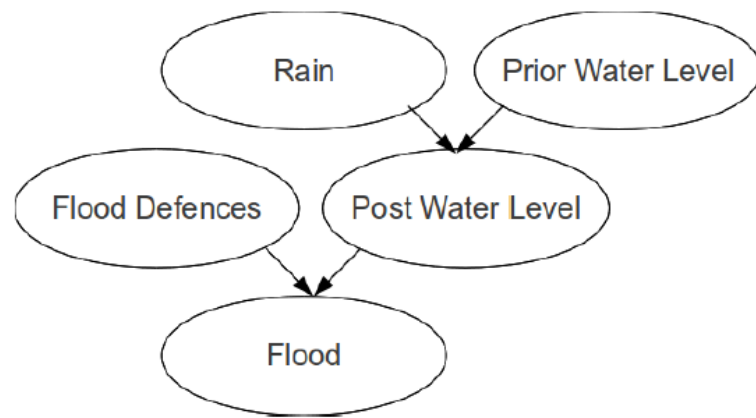 Rain
Prior Water Level
Flood Defences
Post Water Level
Flood